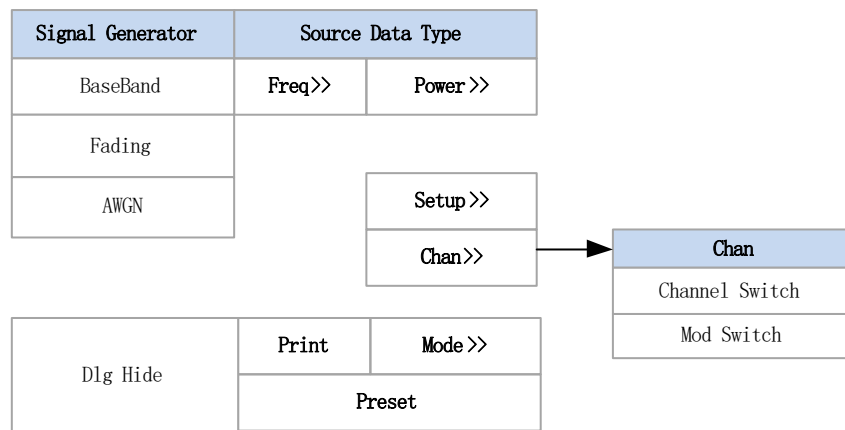 Signal Generator
Source Data Type
BaseBand
Freq>>
Power>>
Fading
AWGN
Setup>>
Chan>>
Chan
Channel Switch
Mod Switch
Dlg Hide
Print
Mode>>
Preset